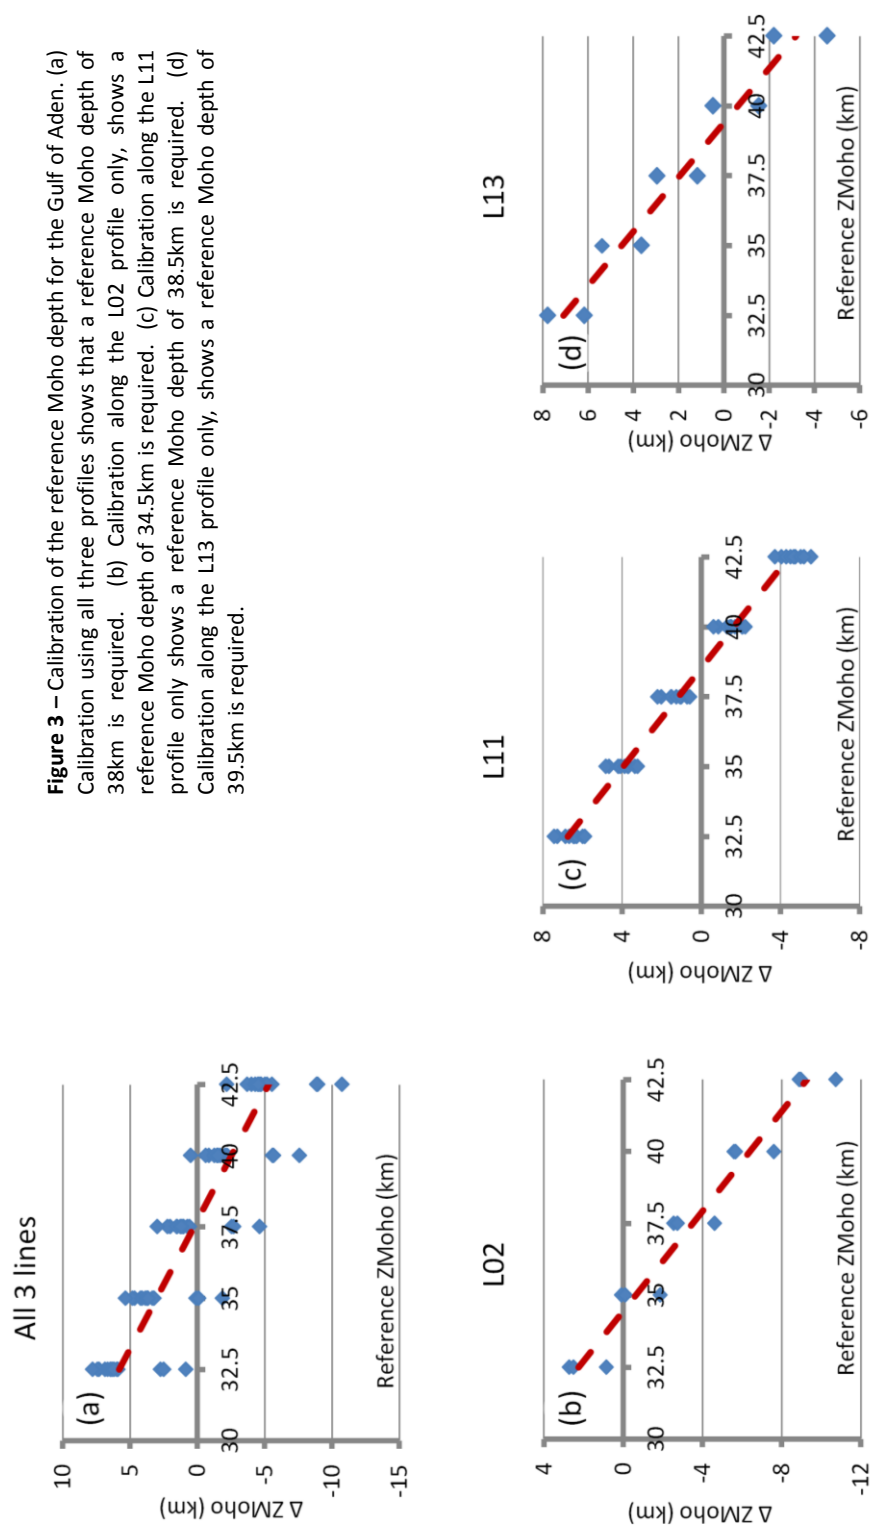 Figure 3 – Calibration of the reference Moho depth for the Gulf of Aden. (a)
Calibration using all three profiles shows that a reference Moho depth of
38km is required. (b) Calibration along the L02 profile only, shows a
reference Moho depth of 34.5km is required. (c) Calibration along the L11
profile only shows a reference Moho depth of 38.5km is required. (d)
Calibration along the L13 profile only, shows a reference Moho depth of
39.5km is required.
All 3 lines
(a)
10
5
0
-5
-10
-15
Δ ZMoho (km)
30
32.5
35
37.5
40
42.5
Reference ZMoho (km)
L02
(b)
4
0
-4
-8
-12
Δ ZMoho (km)
30
32.5
35
37.5
40
42.5
Reference ZMoho (km)
L11
(c)
8
4
0
-4
-8
Δ ZMoho (km)
30
32.5
35
37.5
40
42.5
Reference ZMoho (km)
L13
(d)
8
6
4
2
0
-2
-4
-6
Δ ZMoho (km)
30
32.5
35
37.5
40
42.5
Reference ZMoho (km)